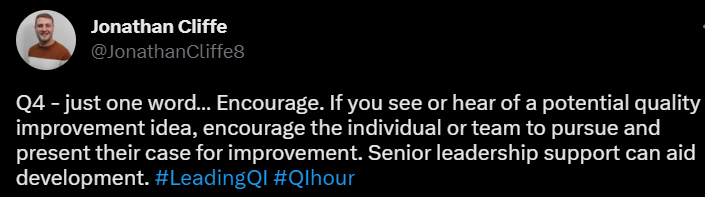 Jonathan Cliffe
@JonathanCliffe8
Q4 - just one word... Encourage. If you see or hear of a potential quality
improvement idea, encourage the individual or team to pursue and
present their case for improvement. Senior leadership support can aid
development. #LeadingQI #QIhour